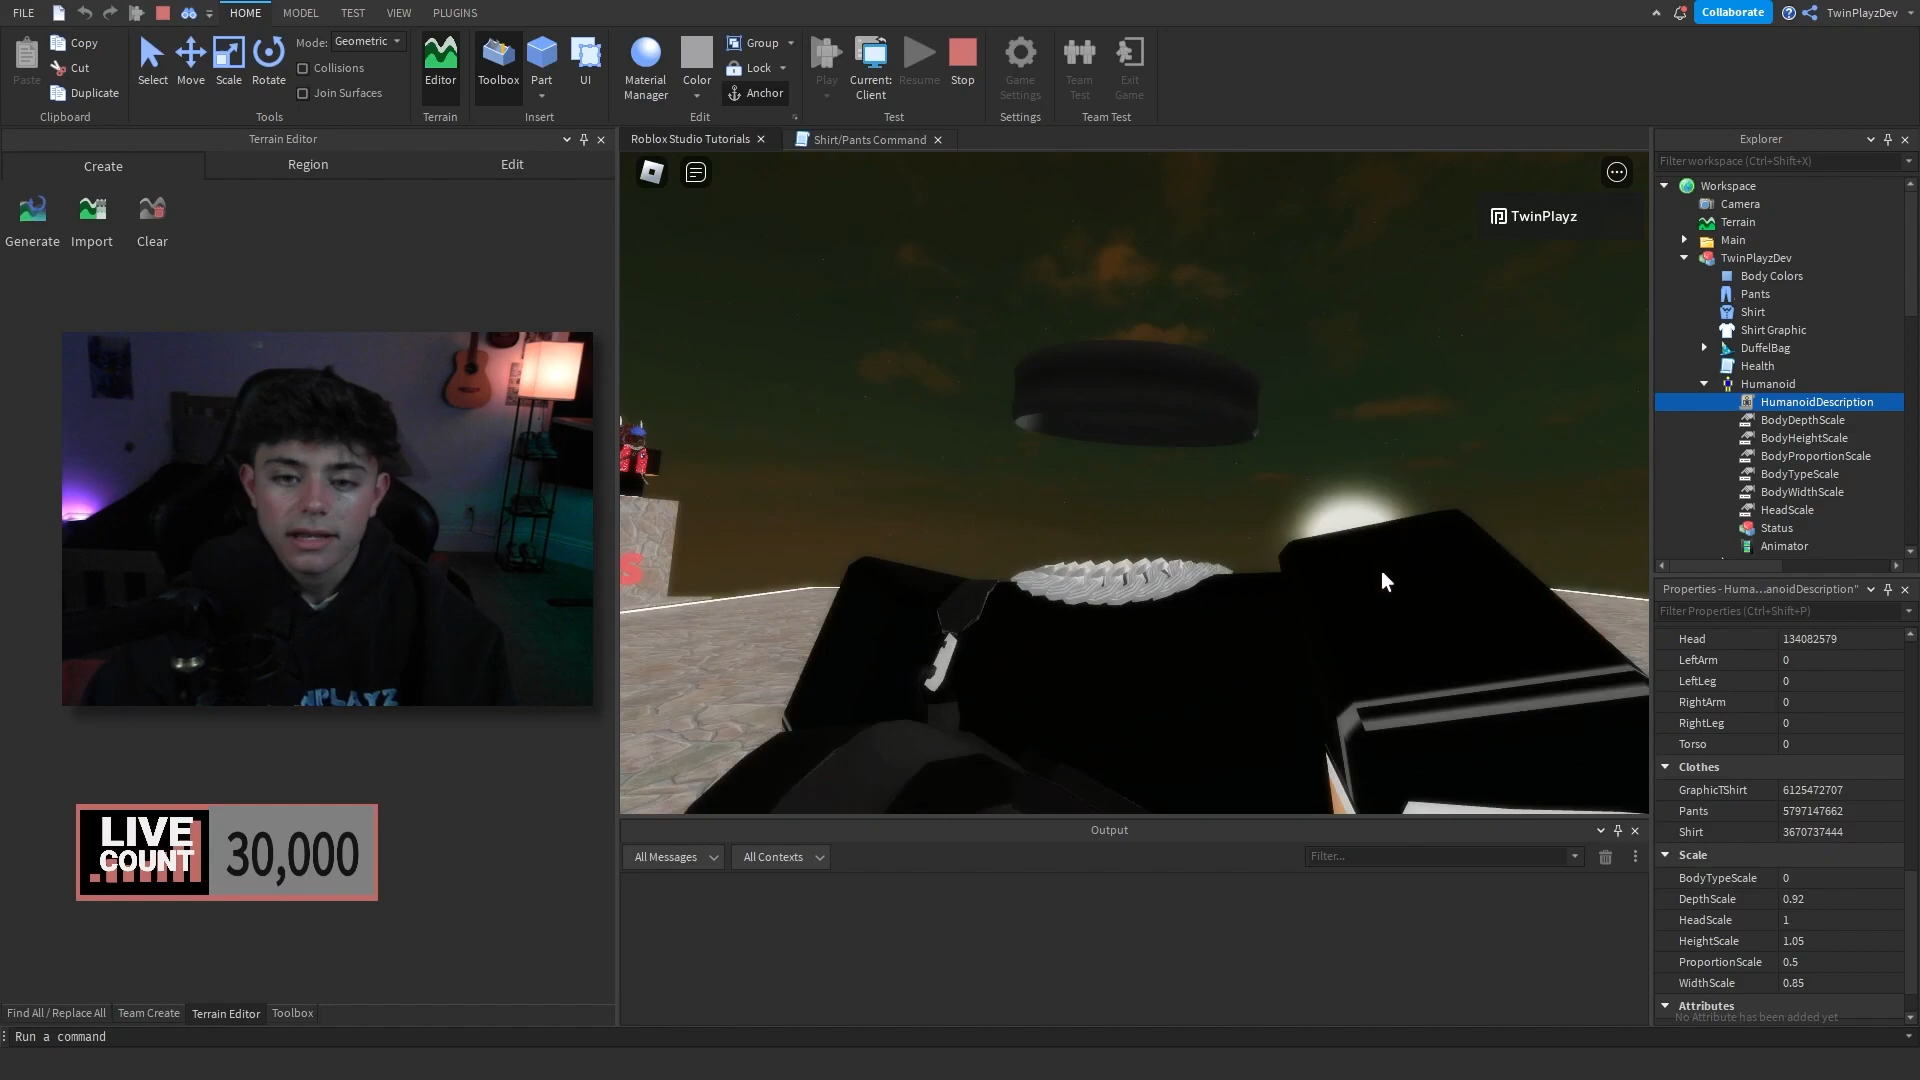 FILE HOME MODEL TEST VIEW PLUGINS Collaborate TwinPlayzDev
Paste Copy Cut Duplicate Clipboard
Select Move Scale Rotate Mode: Geometric Collisions Join Surfaces Tools
Editor Terrain
Toolbox Part UI Insert
Material Manager Color Group Lock Anchor Edit
Play Current: Client Resume Stop Test
Game Settings Settings
Team Test Exit Game Team Test
Terrain Editor
Create Region Edit
Generate Import Clear
NPLAYZ
LIVE COUNT 30,000
Find All / Replace All Team Create Terrain Editor Toolbox
Run a command
Roblox Studio Tutorials Shirt/Pants Command
TwinPlayz
S
Output
All Messages All Contexts Filter...
Explorer
Filter workspace (Ctrl+Shift+X)
Workspace
Camera
Terrain
Main
TwinPlayzDev
Body Colors
Pants
Shirt
Shirt Graphic
DuffelBag
Health
Humanoid
HumanoidDescription
BodyDepthScale
BodyHeightScale
BodyProportionScale
BodyTypeScale
BodyWidthScale
HeadScale
Status
Animator
Properties - Huma...anoidDescription"
Filter Properties (Ctrl+Shift+P)
Head 134082579
LeftArm 0
LeftLeg 0
RightArm 0
RightLeg 0
Torso 0
Clothes
GraphicTShirt 6125472707
Pants 5797147662
Shirt 3670737444
Scale
BodyTypeScale 0
DepthScale 0.92
HeadScale 1
HeightScale 1.05
ProportionScale 0.5
WidthScale 0.85
Attributes
No Attribute has been added yet